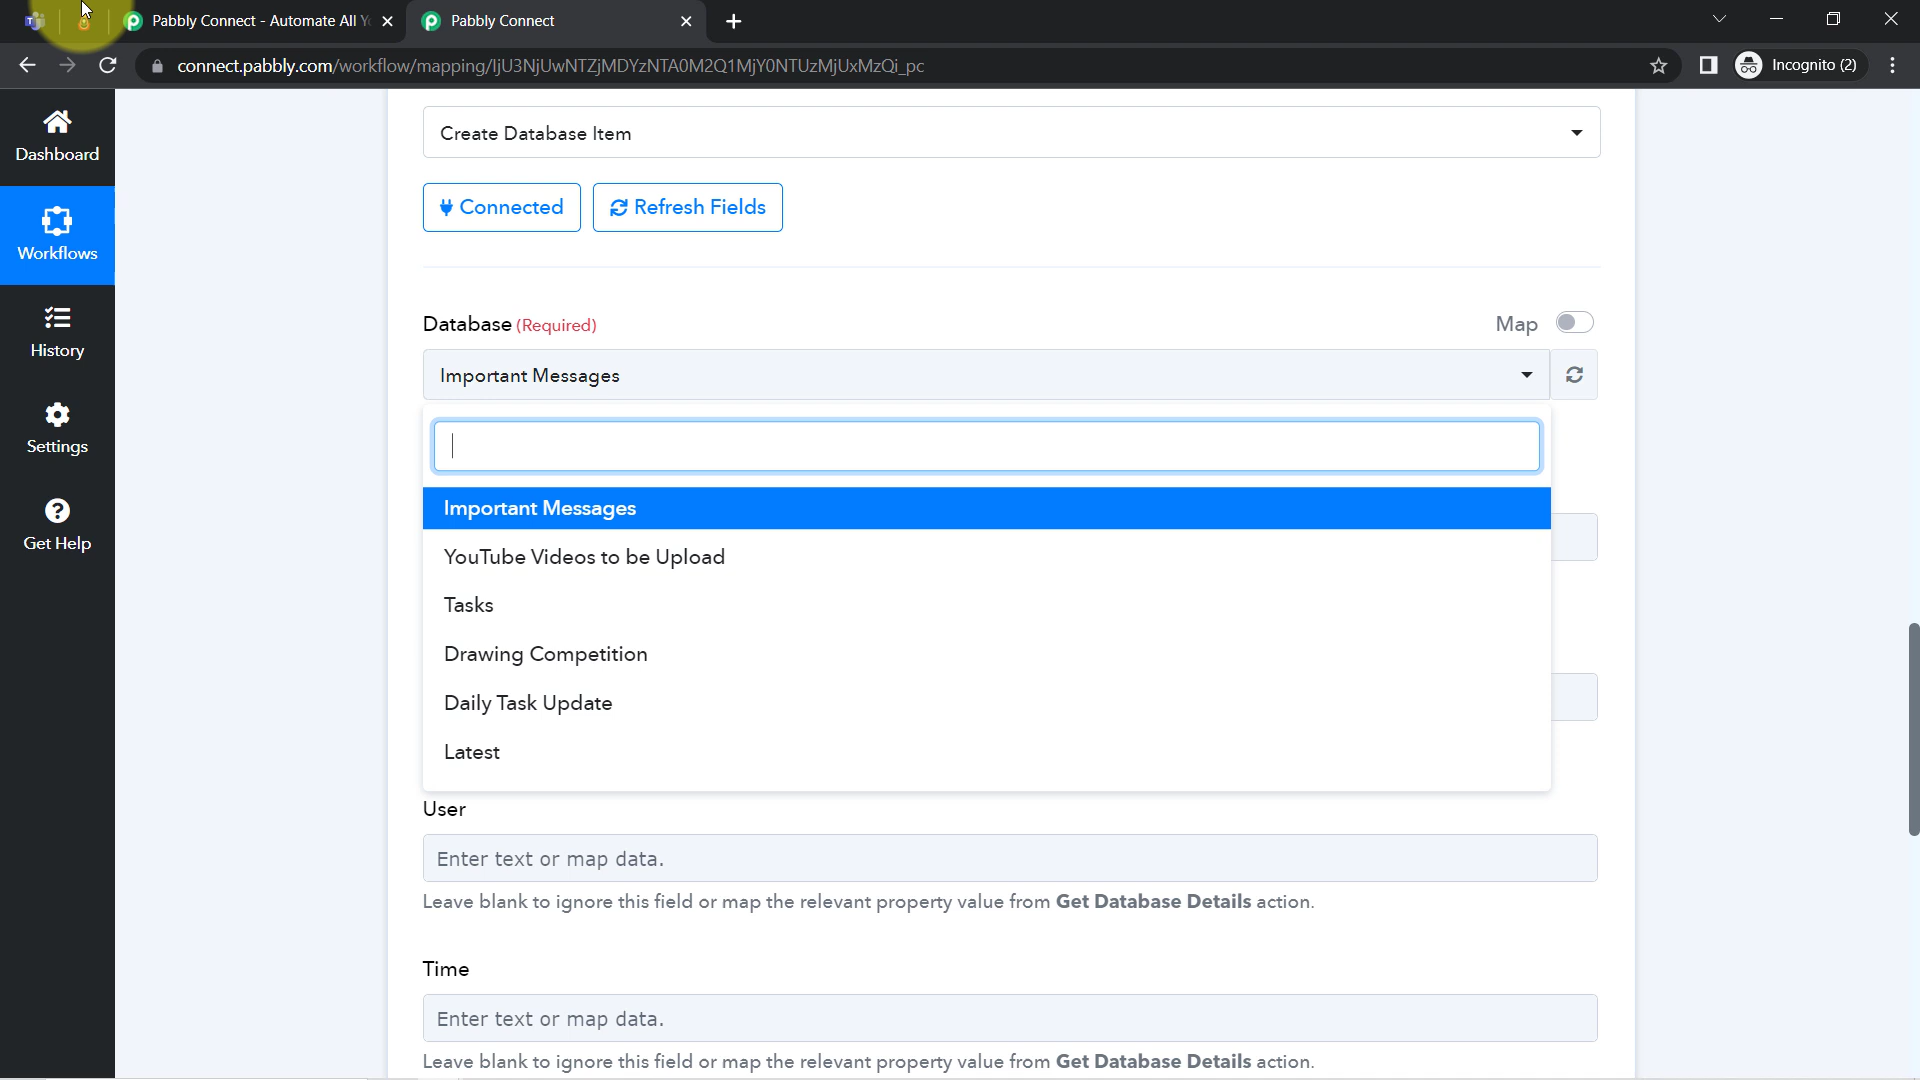 Pabbly Connect - Automate All Y
Pabbly Connect
connect.pabbly.com/workflow/mapping/IjU3NjUwNTZjMDYzNTA0M2Q1MjY0NTUzMjUxMzQi_pc
Incognito (2)
Dashboard
Workflows
History
Settings
Get Help
Create Database Item
Connected
Refresh Fields
Database (Required)
Map
Important Messages
Important Messages
YouTube Videos to be Upload
Tasks
Drawing Competition
Daily Task Update
Latest
User
Enter text or map data.
Leave blank to ignore this field or map the relevant property value from Get Database Details action.
Time
Enter text or map data.
Leave blank to ignore this field or map the relevant property value from Get Database Details action.